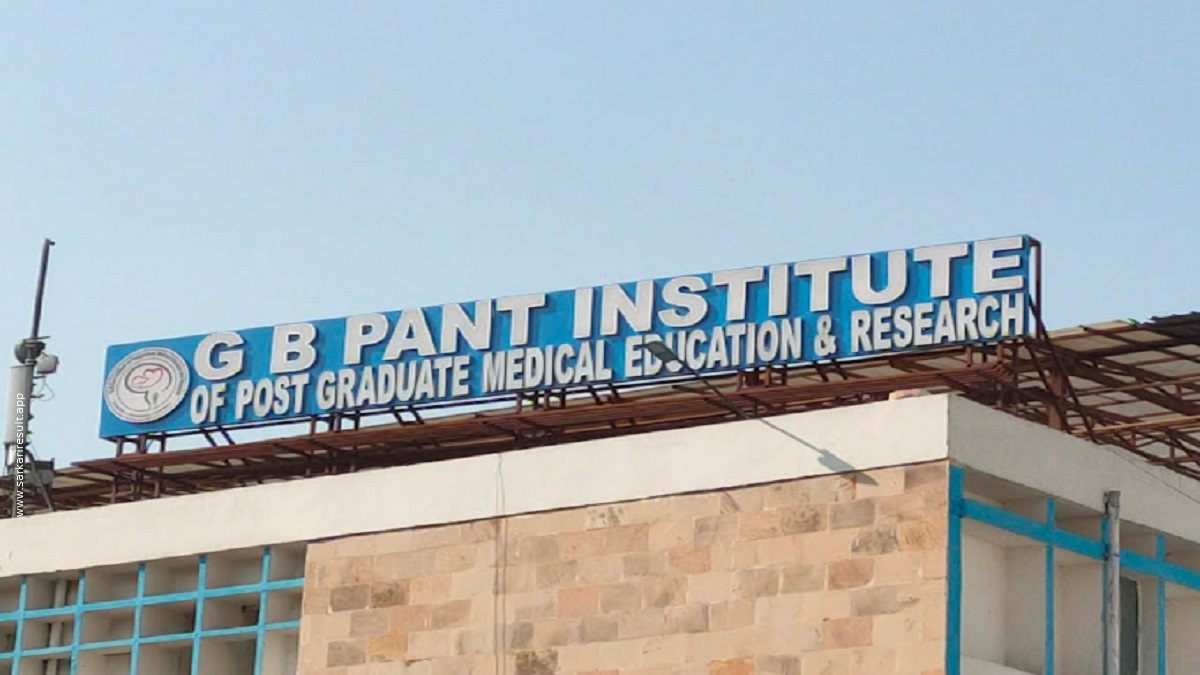 G B PANT INSTITUTE
OF POST GRADUATE MEDICAL EDUCATION & RESEARCH
www.sarkariresult.app